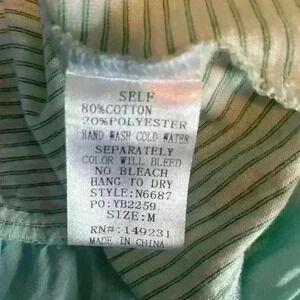 SELF
80%COTTON
20%POLYESTER
HAND WASH COLD WATER
SEPARATELY
COLOR WILL BLEED
NO BLEACH
HANG TO DRY
STYLE:N6687
PO:YB2259
SIZE:M
RN#:149231
MADE IN CHINA